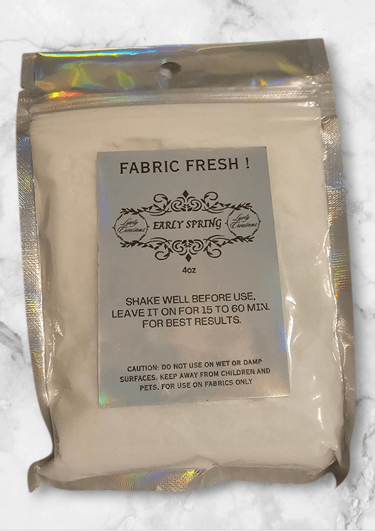 FABRIC FRESH !
EARLY SPRING
4oz
SHAKE WELL BEFORE USE,
LEAVE IT ON FOR 15 TO 60 MIN.
FOR BEST RESULTS.
CAUTION: DO NOT USE ON WET OR DAMP
SURFACES. KEEP AWAY FROM CHILDREN AND
PETS. FOR USE ON FABRICS ONLY